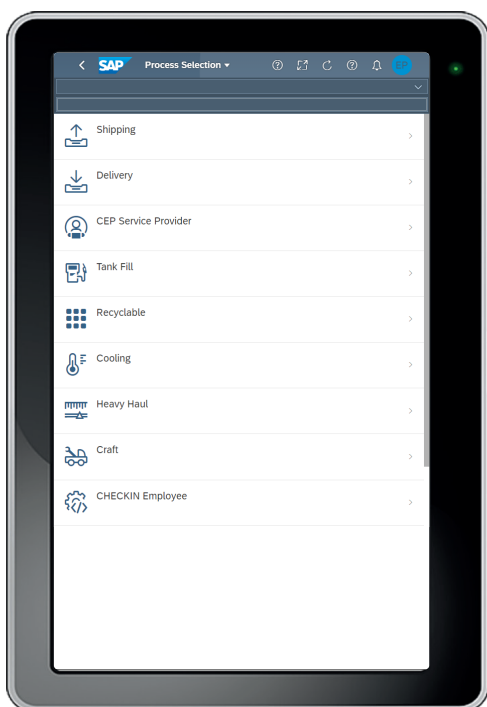 SAP Process Selection EP
Shipping
Delivery
CEP Service Provider
Tank Fill
Recyclable
Cooling
Heavy Haul
Craft
CHECKIN Employee